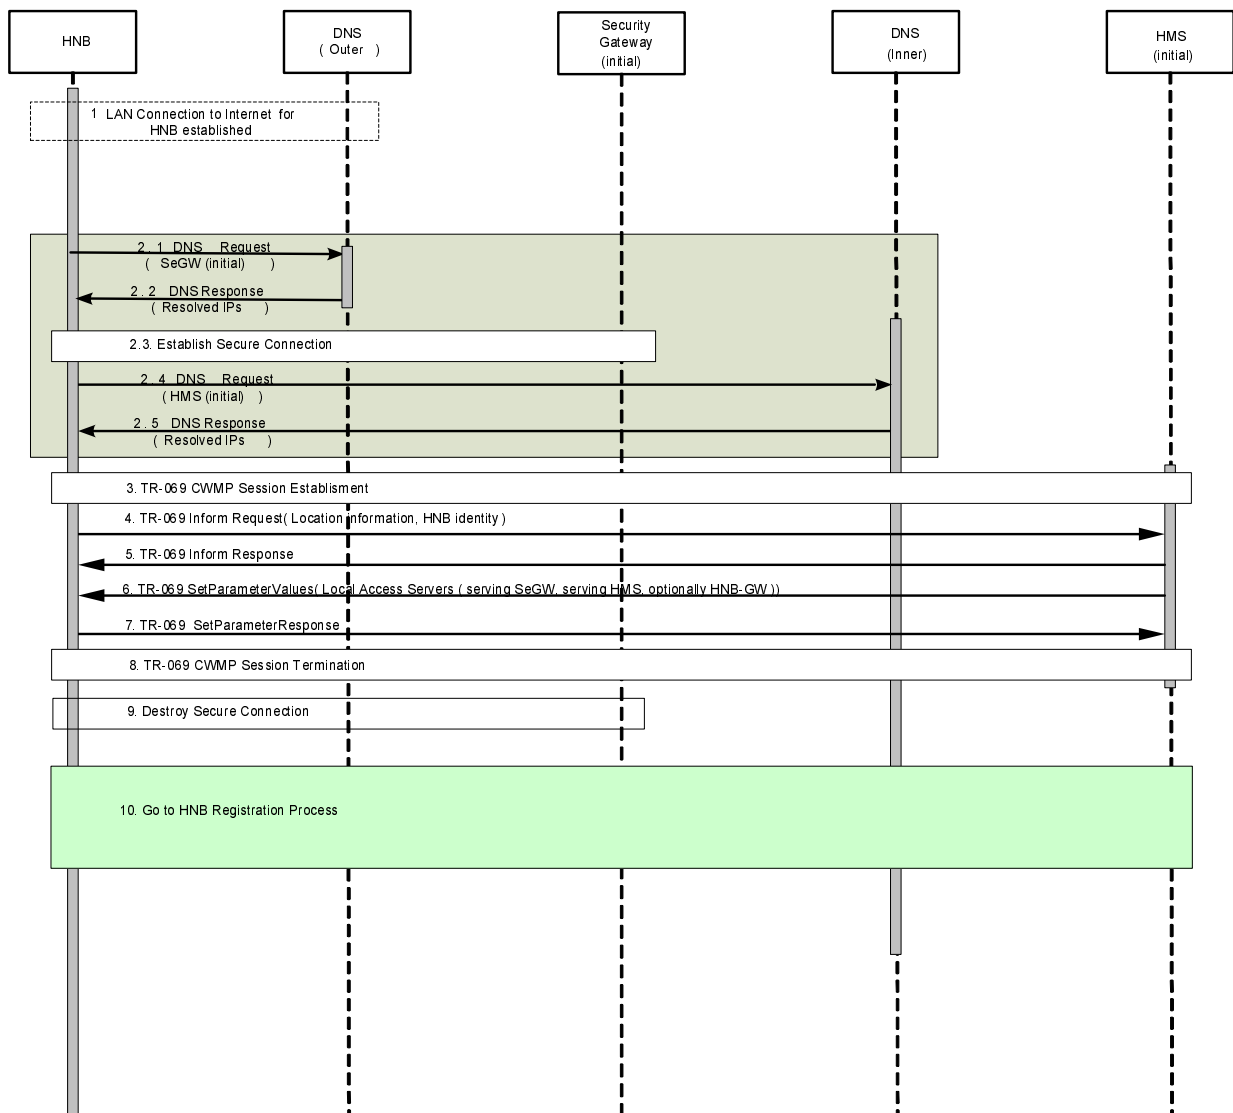 HNB
DNS
( Outer )
Security
Gateway
(initial)
DNS
(Inner)
HMS
(initial)
1 LAN Connection to Internet for
HNB established
2 . 1 DNS Request
( SeGW (initial) )
2 . 2 DNS Response
( Resolved IPs )
2.3. Establish Secure Connection
2 . 4 DNS Request
( HMS (initial) )
2 . 5 DNS Response
( Resolved IPs )
3. TR-069 CWMP Session Establisment
4. TR-069 Inform Request( Location information, HNB identity )
5. TR-069 Inform Response
6. TR-069 SetParameterValues( Local Access Servers ( serving SeGW, serving HMS, optionally HNB-GW ))
7. TR-069 SetParameterResponse
8. TR-069 CWMP Session Termination
9. Destroy Secure Connection
10. Go to HNB Registration Process